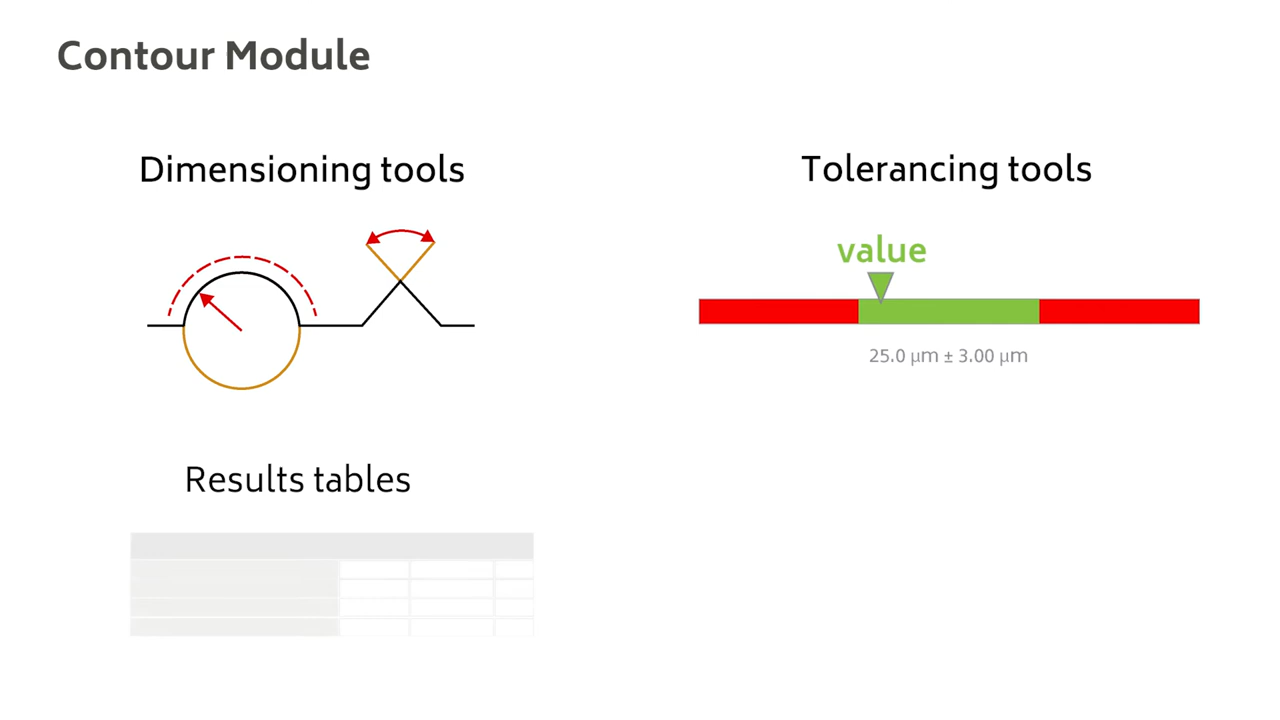 Contour Module
Dimensioning tools
Tolerancing tools
value
25.0 µm ± 3.00 µm
Results tables